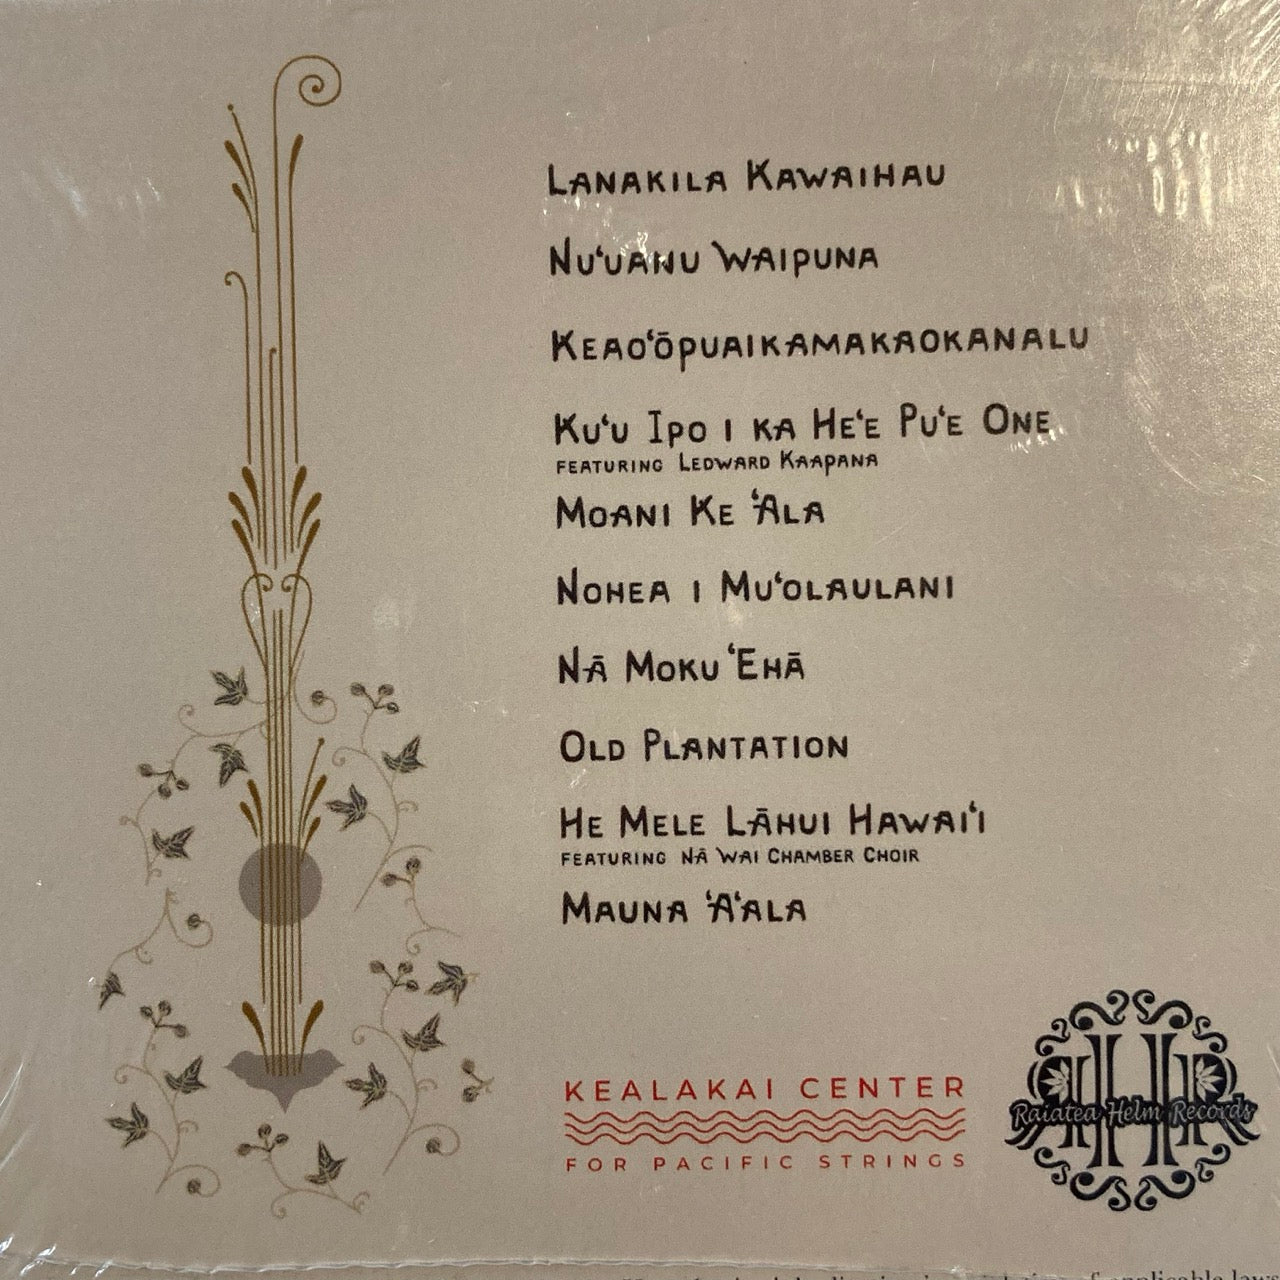 Lanakila Kawaihau
Nuʻuanu Waipuna
Keaoʻōpuaikamakaokanalu
Kuʻu Ipo i ka Heʻe Puʻe One
featuring Ledward Kaapana
Moani Ke ʻAla
Nohea i Muʻolaulani
Nā Moku ʻEhā
Old Plantation
He Mele Lāhui Hawaiʻi
featuring Nā Wai Chamber Choir
Mauna ʻAʻala
KEALAKAI CENTER
FOR PACIFIC STRINGS
RHHR
Raiatea Helm Records